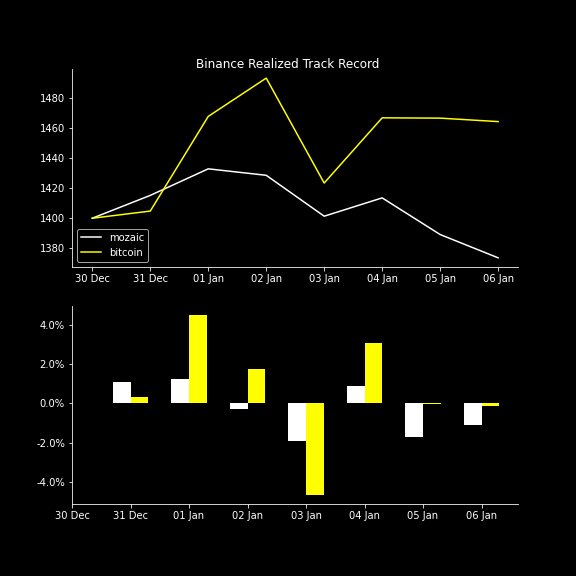 Binance Realized Track Record
1480
1460
1440
1420
1400
1380
mozaic
bitcoin
30 Dec 31 Dec 01 Jan 02 Jan 03 Jan 04 Jan 05 Jan 06 Jan
4.0%
2.0%
0.0%
-2.0%
-4.0%
30 Dec 31 Dec 01 Jan 02 Jan 03 Jan 04 Jan 05 Jan 06 Jan